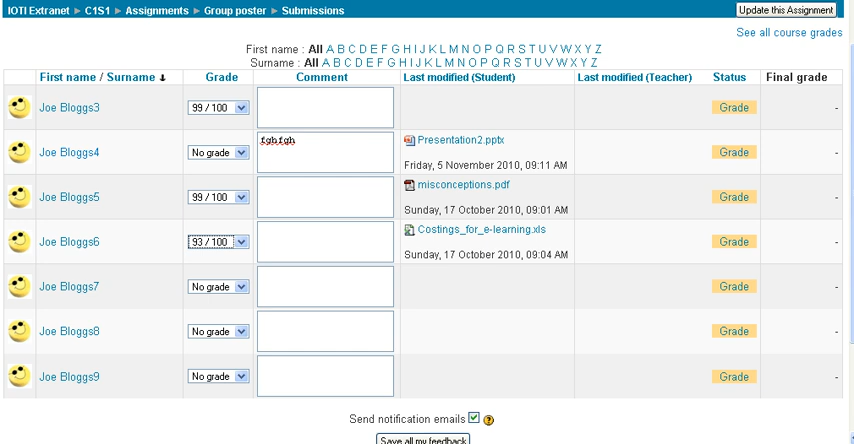 IOTI Extranet ► C1S1 ► Assignments ► Group poster ► Submissions
Update this Assignment
See all course grades
First name : All A B C D E F G H I J K L M N O P Q R S T U V W X Y Z
Surname : All A B C D E F G H I J K L M N O P Q R S T U V W X Y Z
First name / Surname ↓ Grade Comment Last modified (Student) Last modified (Teacher) Status Final grade
Joe Bloggs3 99 / 100 Grade -
Joe Bloggs4 No grade fghfgh Presentation2.pptx Grade -
Friday, 5 November 2010, 09:11 AM
Joe Bloggs5 99 / 100 misconceptions.pdf Grade -
Sunday, 17 October 2010, 09:01 AM
Joe Bloggs6 93 / 100 Costings_for_e-learning.xls Grade -
Sunday, 17 October 2010, 09:04 AM
Joe Bloggs7 No grade Grade -
Joe Bloggs8 No grade Grade -
Joe Bloggs9 No grade Grade -
Send notification emails ?
Save all my feedback